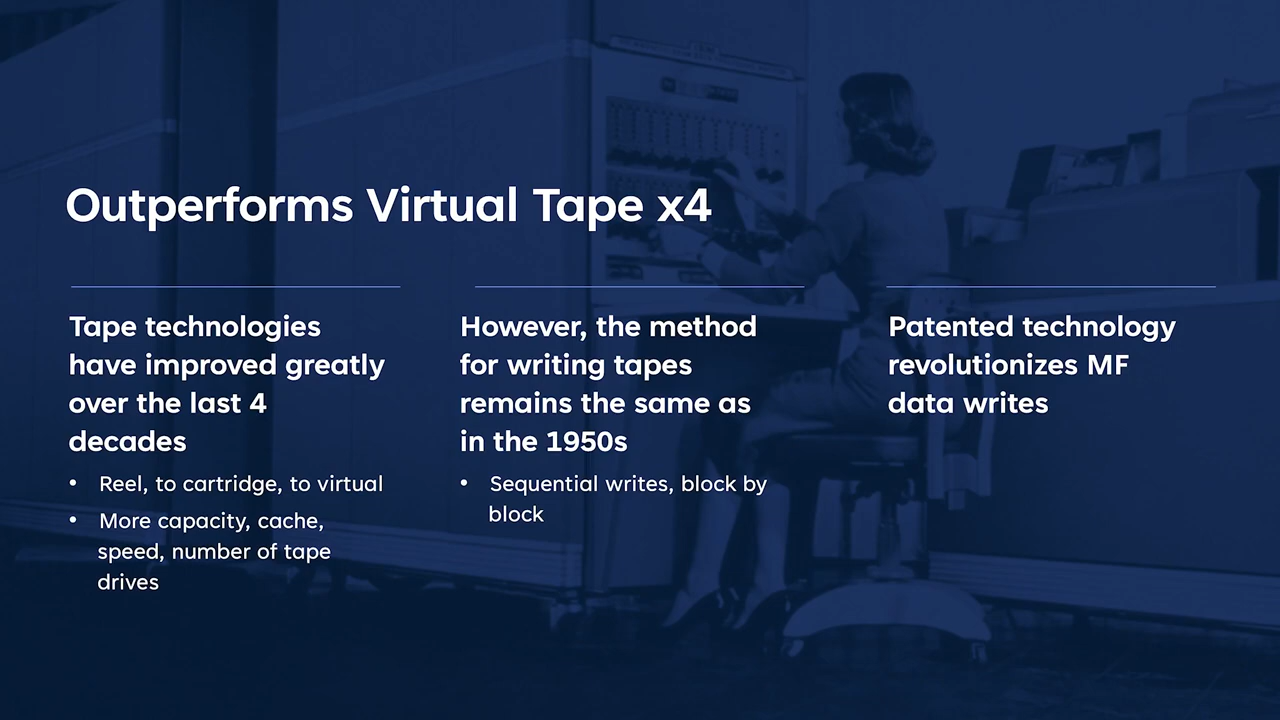 Outperforms Virtual Tape x4
Tape technologies
have improved greatly
over the last 4
decades
• Reel, to cartridge, to virtual
• More capacity, cache,
speed, number of tape
drives
However, the method
for writing tapes
remains the same as
in the 1950s
• Sequential writes, block by
block
Patented technology
revolutionizes MF
data writes